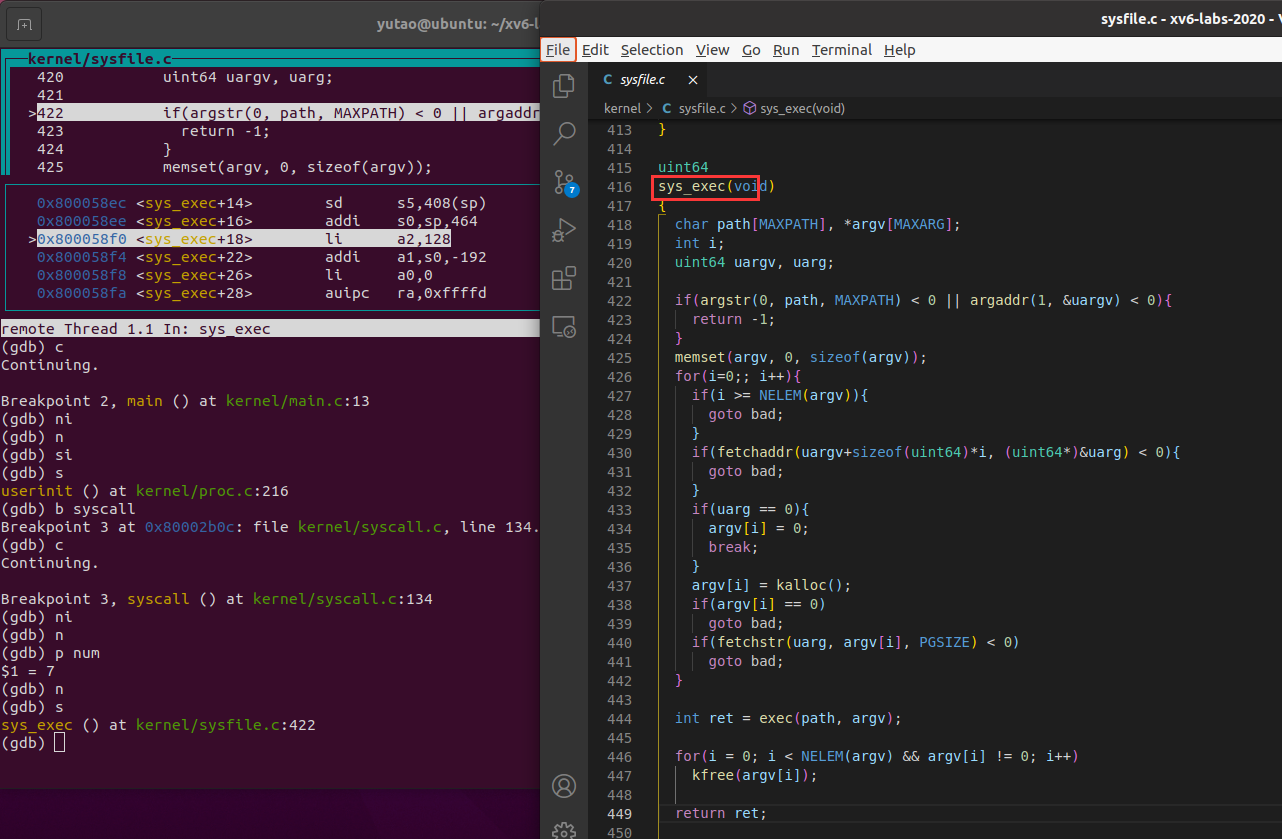 yutao@ubuntu: ~/xv6-l
kernel/sysfile.c
420 uint64 uargv, uarg;
421
>422 if(argstr(0, path, MAXPATH) < 0 || argaddr
423 return -1;
424 }
425 memset(argv, 0, sizeof(argv));
0x800058ec <sys_exec+14> sd s5,408(sp)
0x800058ee <sys_exec+16> addi s0,sp,464
>0x800058f0 <sys_exec+18> li a2,128
0x800058f4 <sys_exec+22> addi a1,s0,-192
0x800058f8 <sys_exec+26> li a0,0
0x800058fa <sys_exec+28> auipc ra,0xffffd
remote Thread 1.1 In: sys_exec
(gdb) c
Continuing.
Breakpoint 2, main () at kernel/main.c:13
(gdb) ni
(gdb) n
(gdb) si
(gdb) s
userinit () at kernel/proc.c:216
(gdb) b syscall
Breakpoint 3 at 0x80002b0c: file kernel/syscall.c, line 134.
(gdb) c
Continuing.
Breakpoint 3, syscall () at kernel/syscall.c:134
(gdb) ni
(gdb) n
(gdb) p num
$1 = 7
(gdb) n
(gdb) s
sys_exec () at kernel/sysfile.c:422
(gdb)
sysfile.c - xv6-labs-2020 - V
File Edit Selection View Go Run Terminal Help
C sysfile.c ×
kernel > C sysfile.c > sys_exec(void)
7
413 }
414
415 uint64
416 sys_exec(void)
417 {
418 char path[MAXPATH], *argv[MAXARG];
419 int i;
420 uint64 uargv, uarg;
421
422 if(argstr(0, path, MAXPATH) < 0 || argaddr(1, &uargv) < 0){
423 return -1;
424 }
425 memset(argv, 0, sizeof(argv));
426 for(i=0;; i++){
427 if(i >= NELEM(argv)){
428 goto bad;
429 }
430 if(fetchaddr(uargv+sizeof(uint64)*i, (uint64*)&uarg) < 0){
431 goto bad;
432 }
433 if(uarg == 0){
434 argv[i] = 0;
435 break;
436 }
437 argv[i] = kalloc();
438 if(argv[i] == 0)
439 goto bad;
440 if(fetchstr(uarg, argv[i], PGSIZE) < 0)
441 goto bad;
442 }
443
444 int ret = exec(path, argv);
445
446 for(i = 0; i < NELEM(argv) && argv[i] != 0; i++)
447 kfree(argv[i]);
448
449 return ret;
450